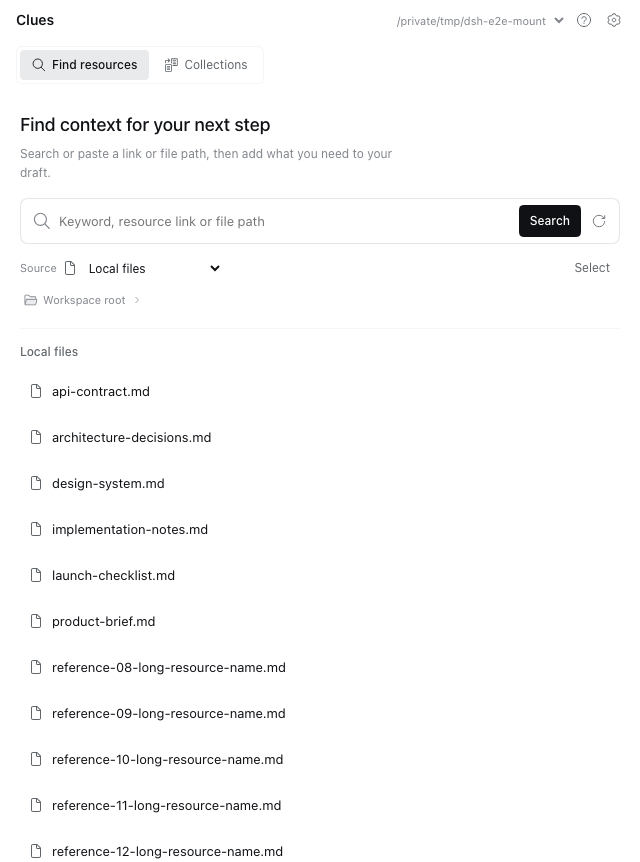 Clues
/private/tmp/dsh-e2e-mount
Find resources
Collections
Find context for your next step
Search or paste a link or file path, then add what you need to your
draft.
Keyword, resource link or file path
Search
Source
Local files
Select
Workspace root
Local files
api-contract.md
architecture-decisions.md
design-system.md
implementation-notes.md
launch-checklist.md
product-brief.md
reference-08-long-resource-name.md
reference-09-long-resource-name.md
reference-10-long-resource-name.md
reference-11-long-resource-name.md
reference-12-long-resource-name.md